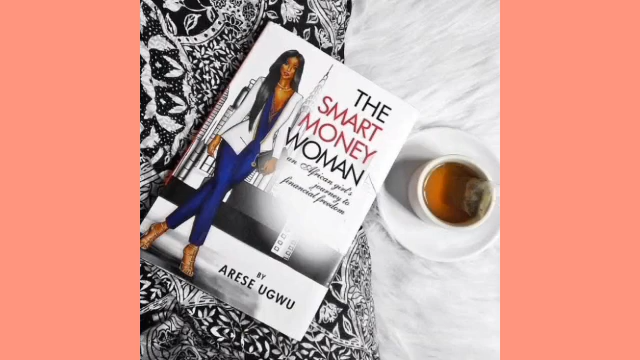 THE
SMART
MONEY
WOMAN
an African girl's
journey to
financial freedom
BY
ARESE UGWU